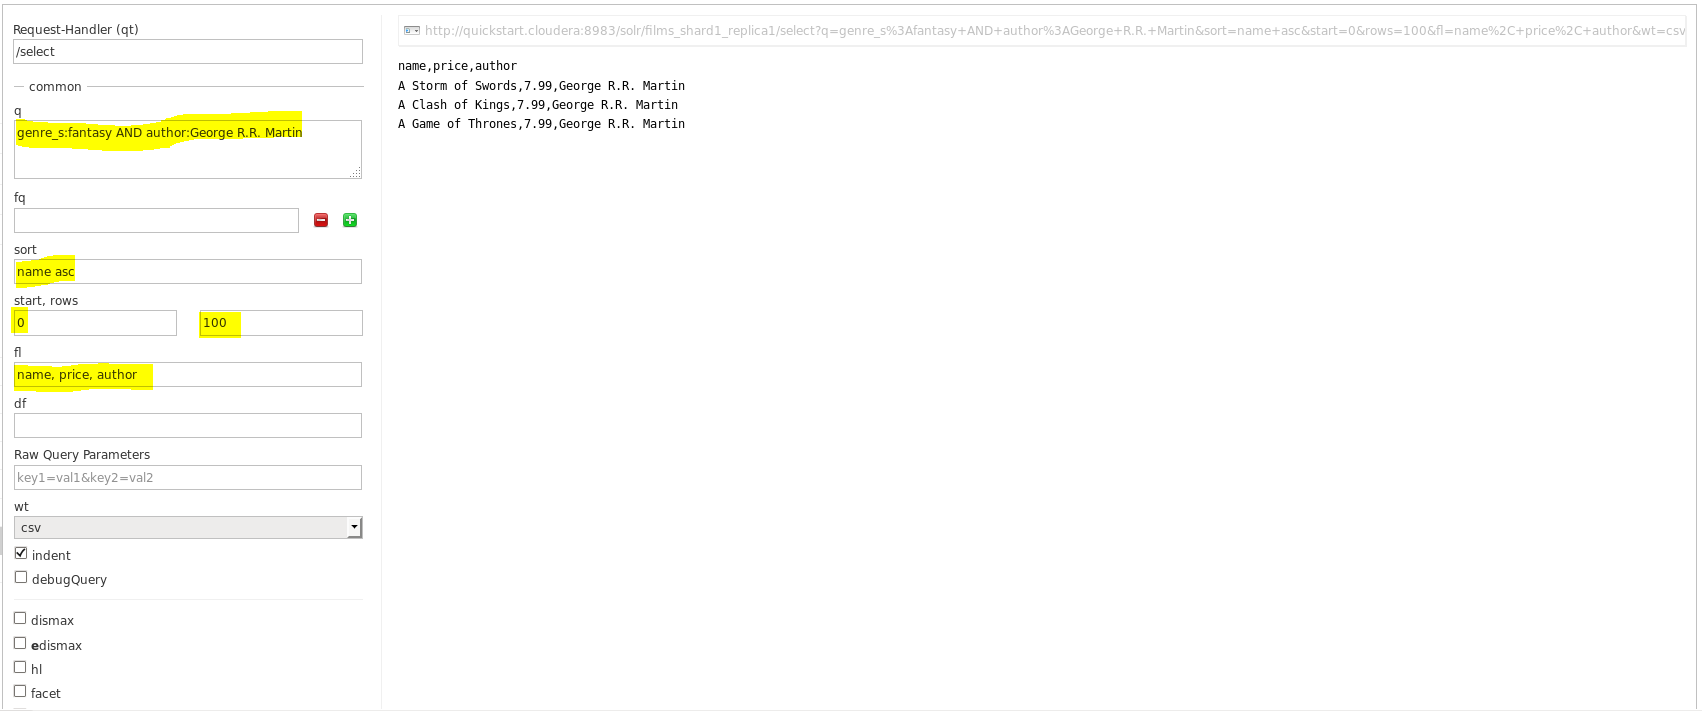 Request-Handler (qt)
/select
common
q
genre_s:fantasy AND author:George R.R. Martin
fq
sort
name asc
start, rows
0 100
fl
name, price, author
df
Raw Query Parameters
key1=val1&key2=val2
wt
csv
indent
debugQuery
dismax
edismax
hl
facet
http://quickstart.cloudera:8983/solr/films_shard1_replica1/select?q=genre_s%3Afantasy+AND+author%3AGeorge+R.R.+Martin&sort=name+asc&start=0&rows=100&fl=name%2C+price%2C+author&wt=csv
name,price,author
A Storm of Swords,7.99,George R.R. Martin
A Clash of Kings,7.99,George R.R. Martin
A Game of Thrones,7.99,George R.R. Martin